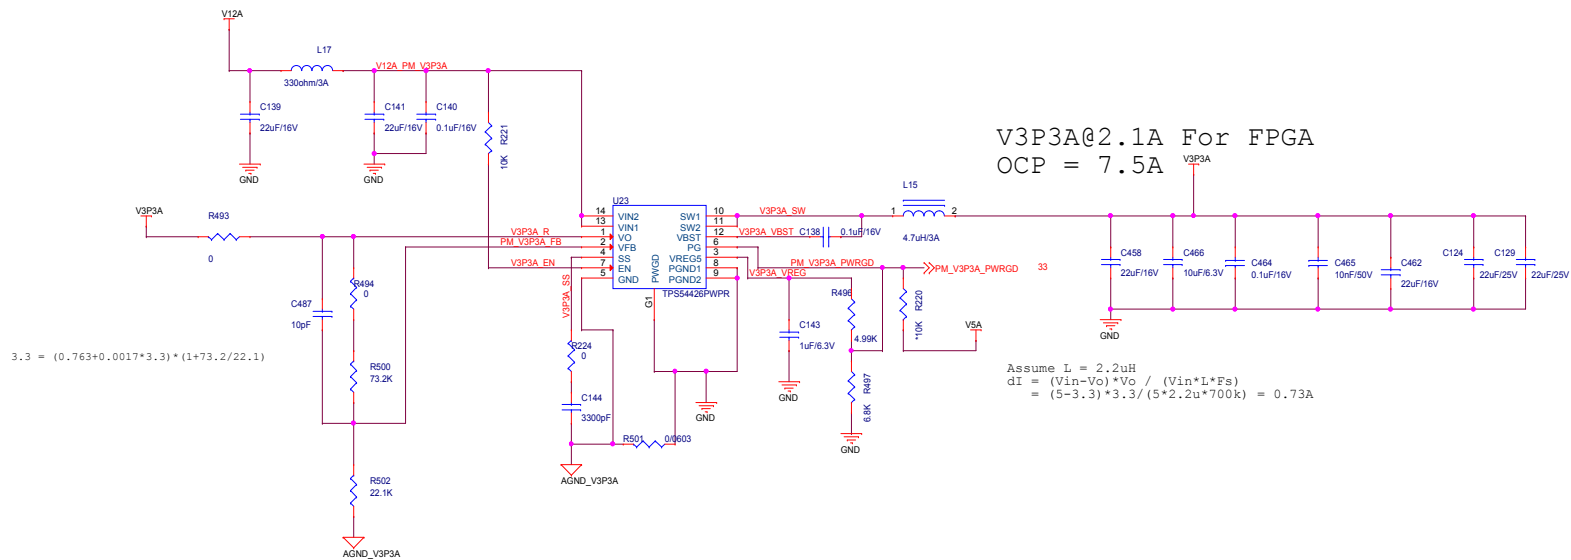 V12A
L17
330ohm/3A
V12A_PM_V3P3A
C139
22uF/16V
C141
22uF/16V
C140
0.1uF/16V
R221
10K
GND
GND
V3P3A@2.1A For FPGA
OCP = 7.5A
V3P3A
V3P3A
R493
0
V3P3A_R
PM_V3P3A_FB
V3P3A_EN
V3P3A_SS
U23
14
13
1
2
4
7
5
VIN2
VIN1
VO
VFB
SS
EN
GND
PWGD
G1
SW1
SW2
VBST
PG
VREG5
PGND1
PGND2
10
11
12
6
3
8
9
TPS54426PWPR
V3P3A_SW
V3P3A_VBST
C138
0.1uF/16V
L15
1
2
4.7uH/3A
PM_V3P3A_PWRGD
V3P3A_VREG
PM_V3P3A_PWRGD
33
C458
22uF/16V
C466
10uF/6.3V
C464
0.1uF/16V
C465
10nF/50V
C462
22uF/16V
C124
22uF/25V
C129
22uF/25V
GND
R494
0
C487
10pF
3.3 = (0.763+0.0017*3.3)*(1+73.2/22.1)
R500
73.2K
R502
22.1K
AGND_V3P3A
R224
0
C144
3300pF
R501
0/0603
AGND_V3P3A
GND
C143
1uF/6.3V
GND
R496
4.99K
R220
*10K
V5A
R497
6.8K
GND
Assume L = 2.2uH
dI = (Vin-Vo)*Vo / (Vin*L*Fs)
= (5-3.3)*3.3/(5*2.2u*700k) = 0.73A